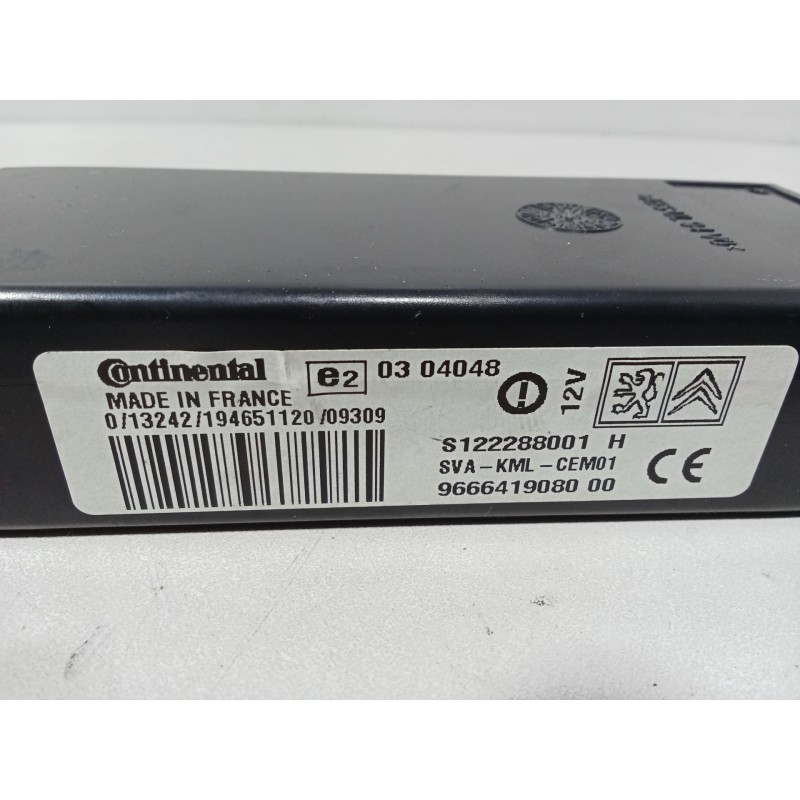 Continental
MADE IN FRANCE
0/13242/194651120/09309
e2
03 04048
12V
S122288001 H
SVA-KML-CEM01
9666419080 00
CE